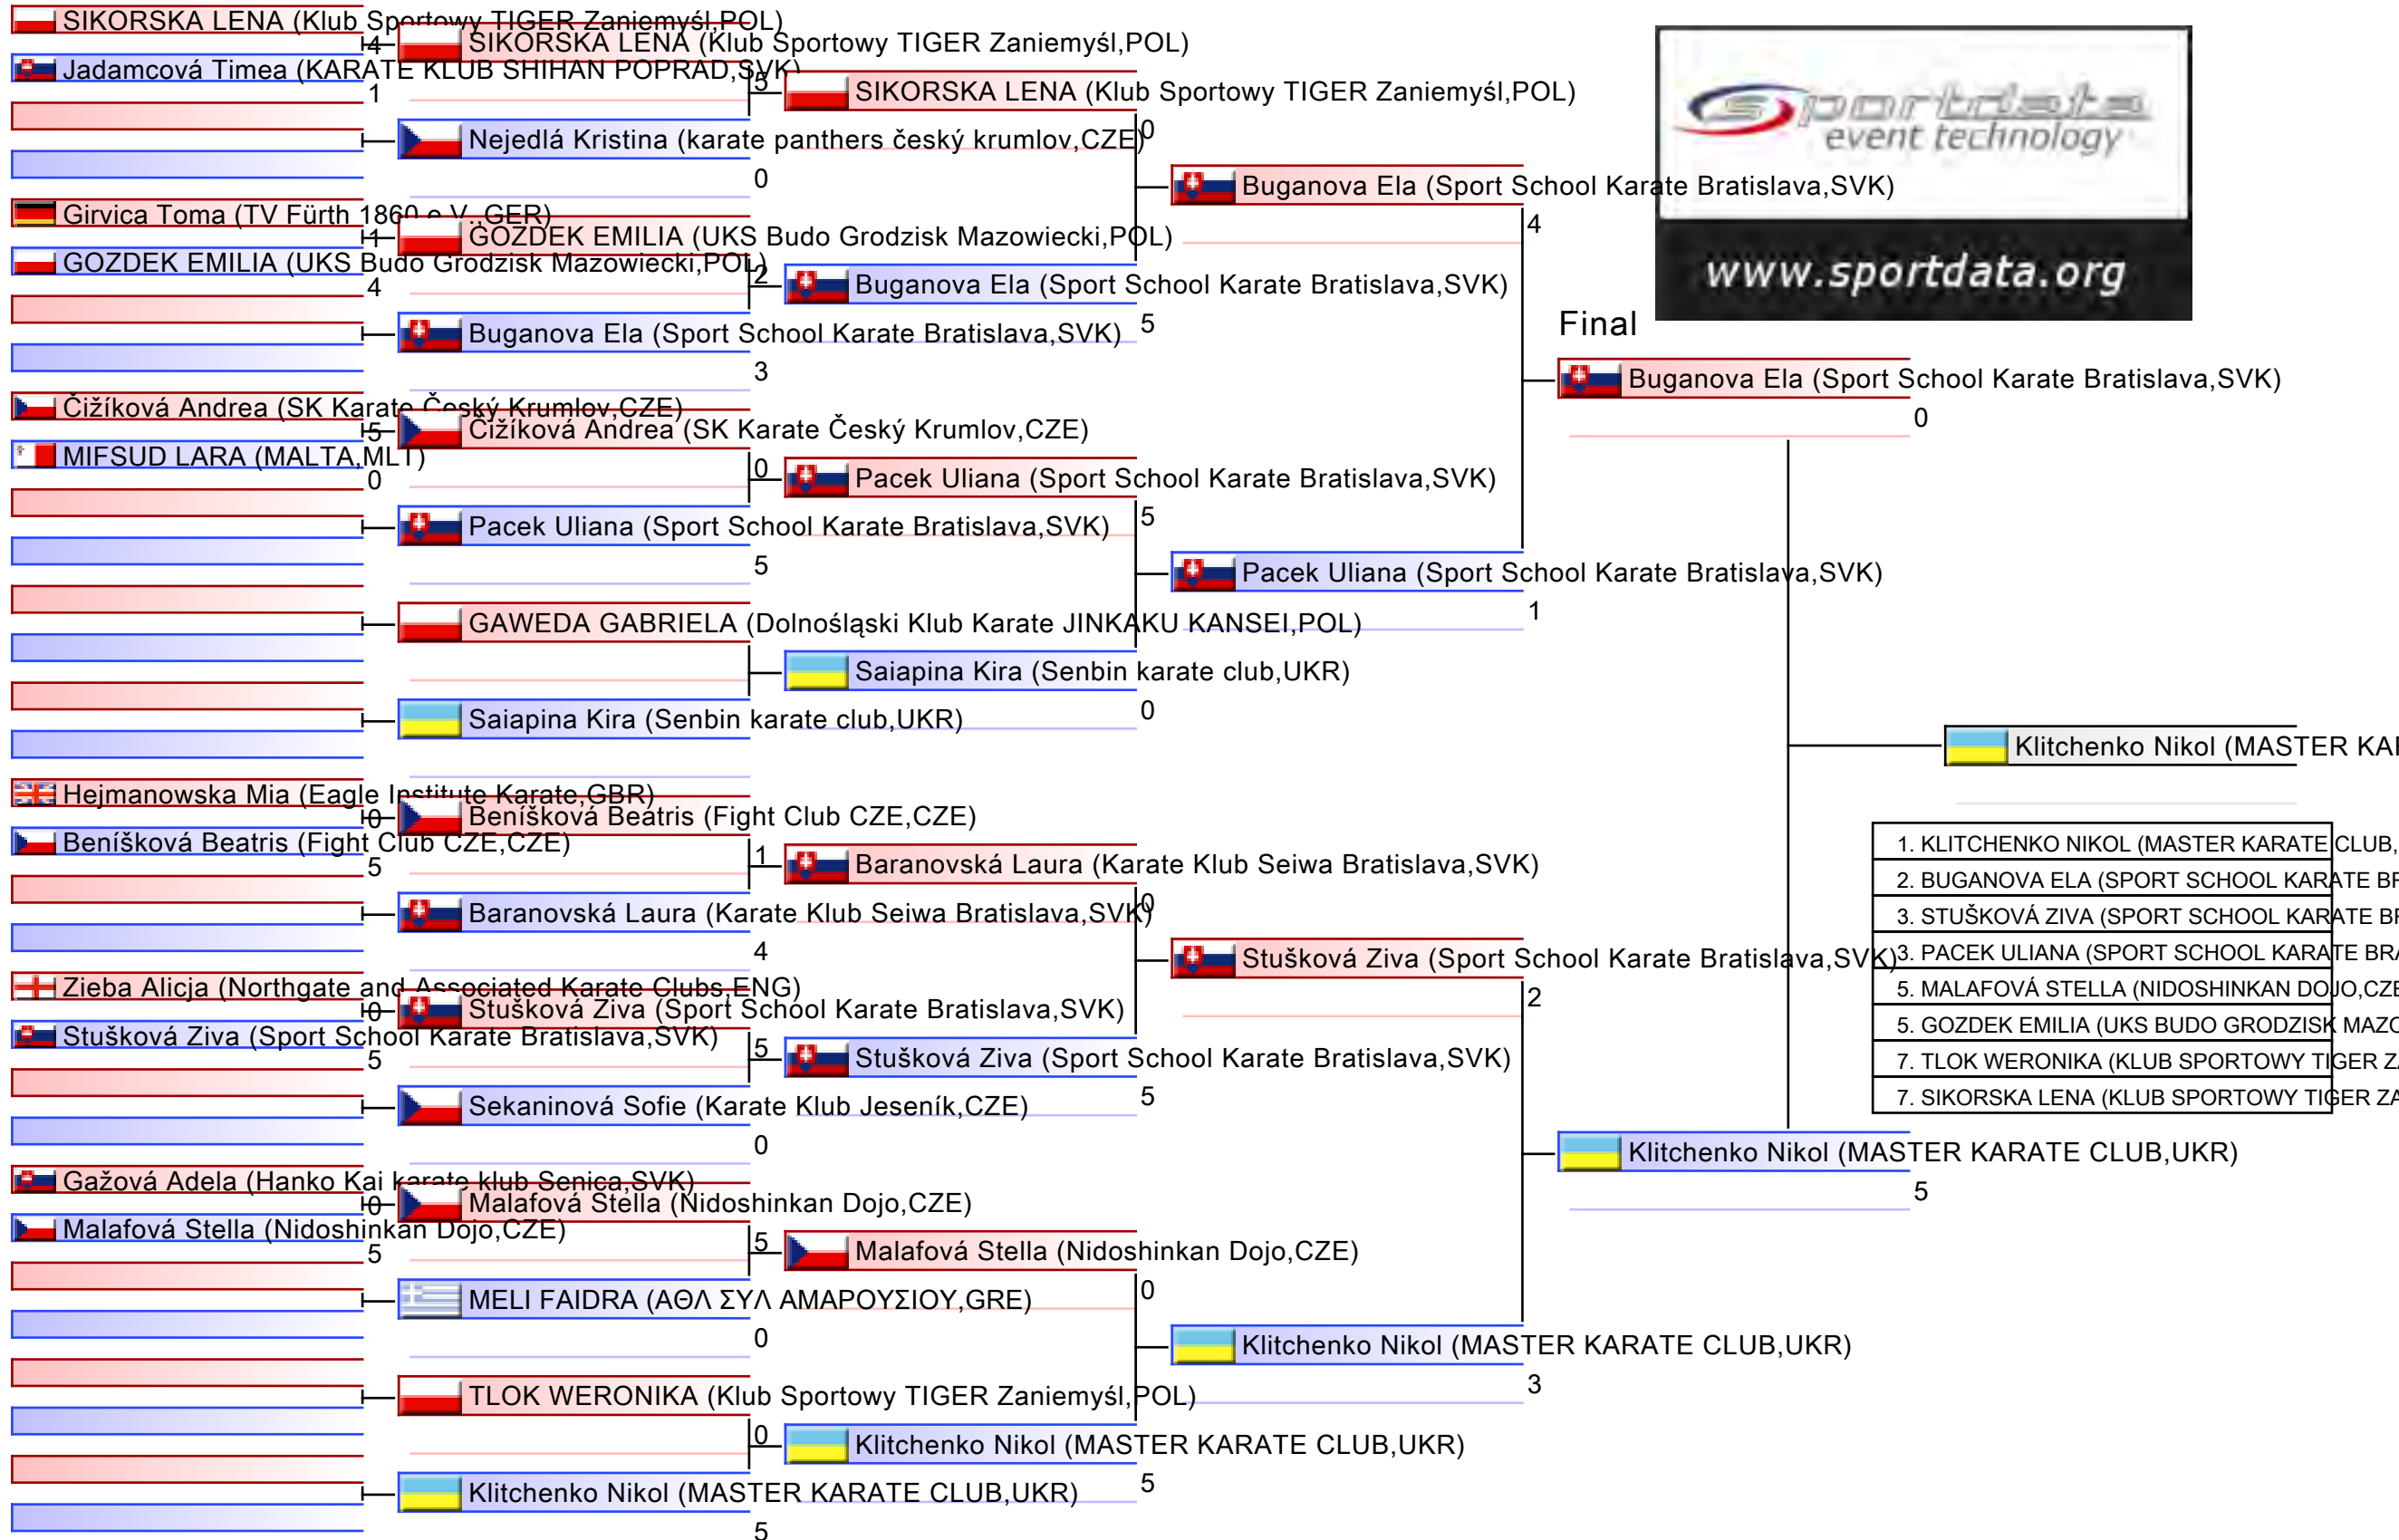 SIKORSKA LENA (Klub Sportowy TIGER Zaniemyśl,POL)
4
Jadamcová Timea (KARATE KLUB SHIHAN POPRAD,SVK)
1
Girvica Toma (TV Fürth 1860 e.V.,GER)
1
GOZDEK EMILIA (UKS Budo Grodzisk Mazowiecki,POL)
4
Čižíková Andrea (SK Karate Český Krumlov,CZE)
5
MIFSUD LARA (MALTA,MLT)
0
Hejmanowska Mia (Eagle Institute Karate,GBR)
0
Beníšková Beatris (Fight Club CZE,CZE)
5
Zieba Alicja (Northgate and Associated Karate Clubs,ENG)
0
Stušková Ziva (Sport School Karate Bratislava,SVK)
5
Gažová Adela (Hanko Kai karate klub Senica,SVK)
0
Malafová Stella (Nidoshinkan Dojo,CZE)
5
SIKORSKA LENA (Klub Sportowy TIGER Zaniemyśl,POL)
5
Nejedlá Kristina (karate panthers český krumlov,CZE)
0
GOZDEK EMILIA (UKS Budo Grodzisk Mazowiecki,POL)
2
Buganova Ela (Sport School Karate Bratislava,SVK)
3
Čižíková Andrea (SK Karate Český Krumlov,CZE)
0
Pacek Uliana (Sport School Karate Bratislava,SVK)
5
GAWEDA GABRIELA (Dolnośląski Klub Karate JINKAKU KANSEI,POL)
Saiapina Kira (Senbin karate club,UKR)
Beníšková Beatris (Fight Club CZE,CZE)
1
Baranovská Laura (Karate Klub Seiwa Bratislava,SVK)
4
Stušková Ziva (Sport School Karate Bratislava,SVK)
5
Sekaninová Sofie (Karate Klub Jeseník,CZE)
0
Malafová Stella (Nidoshinkan Dojo,CZE)
5
MELI FAIDRA (ΑΘΛ ΣΥΛ ΑΜΑΡΟΥΣΙΟΥ,GRE)
0
TLOK WERONIKA (Klub Sportowy TIGER Zaniemyśl,POL)
0
Klitchenko Nikol (MASTER KARATE CLUB,UKR)
5
SIKORSKA LENA (Klub Sportowy TIGER Zaniemyśl,POL)
0
Buganova Ela (Sport School Karate Bratislava,SVK)
5
Pacek Uliana (Sport School Karate Bratislava,SVK)
5
Saiapina Kira (Senbin karate club,UKR)
0
Baranovská Laura (Karate Klub Seiwa Bratislava,SVK)
0
Stušková Ziva (Sport School Karate Bratislava,SVK)
5
Malafová Stella (Nidoshinkan Dojo,CZE)
0
Klitchenko Nikol (MASTER KARATE CLUB,UKR)
5
Buganova Ela (Sport School Karate Bratislava,SVK)
4
Pacek Uliana (Sport School Karate Bratislava,SVK)
1
Stušková Ziva (Sport School Karate Bratislava,SVK)
2
Klitchenko Nikol (MASTER KARATE CLUB,UKR)
3
sportdata
event technology
www.sportdata.org
Final
Buganova Ela (Sport School Karate Bratislava,SVK)
0
Klitchenko Nikol (MASTER KARATE CLUB,UKR)
5
Klitchenko Nikol (MASTER
1. KLITCHENKO NIKOL (MASTER KARATE CLUB,
2. BUGANOVA ELA (SPORT SCHOOL KARATE
3. STUŠKOVÁ ZIVA (SPORT SCHOOL KARATE
3. PACEK ULIANA (SPORT SCHOOL KARATE
5. MALAFOVÁ STELLA (NIDOSHINKAN DOJO,CZE
5. GOZDEK EMILIA (UKS BUDO GRODZISK
7. TLOK WERONIKA (KLUB SPORTOWY TIGER
7. SIKORSKA LENA (KLUB SPORTOWY TIGER